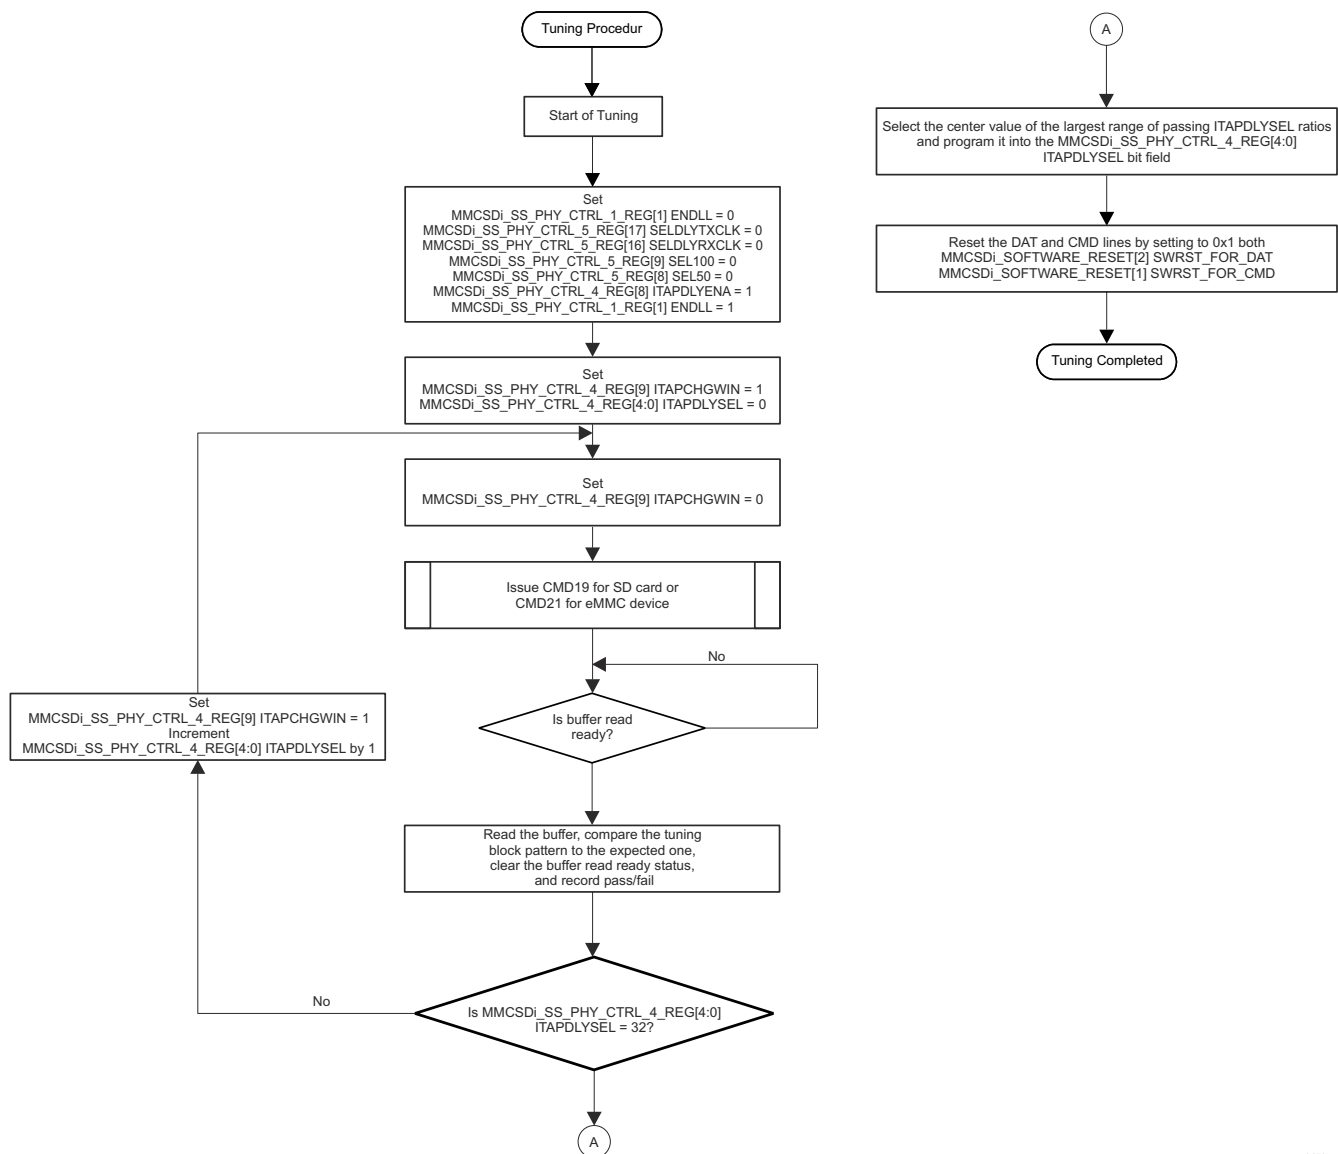 Tuning Procedur
Start of Tuning
Set
MMCSDi_SS_PHY_CTRL_1_REG[1] ENDLL = 0
MMCSDi_SS_PHY_CTRL_5_REG[17] SELDLYTXCLK = 0
MMCSDi_SS_PHY_CTRL_5_REG[16] SELDLYRXCLK = 0
MMCSDi_SS_PHY_CTRL_5_REG[9] SEL100 = 0
MMCSDi_SS_PHY_CTRL_5_REG[8] SEL50 = 0
MMCSDi_SS_PHY_CTRL_4_REG[8] ITAPDLYENA = 1
MMCSDi_SS_PHY_CTRL_1_REG[1] ENDLL = 1
Set
MMCSDi_SS_PHY_CTRL_4_REG[9] ITAPCHGWIN = 1
MMCSDi_SS_PHY_CTRL_4_REG[4:0] ITAPDLYSEL = 0
Set
MMCSDi_SS_PHY_CTRL_4_REG[9] ITAPCHGWIN = 0
Issue CMD19 for SD card or
CMD21 for eMMC device
No
Is buffer read
ready?
Set
MMCSDi_SS_PHY_CTRL_4_REG[9] ITAPCHGWIN = 1
Increment
MMCSDi_SS_PHY_CTRL_4_REG[4:0] ITAPDLYSEL by 1
Read the buffer, compare the tuning
block pattern to the expected one,
clear the buffer read ready status,
and record pass/fail
No
Is MMCSDi_SS_PHY_CTRL_4_REG[4:0]
ITAPDLYSEL = 32?
A
A
Select the center value of the largest range of passing ITAPDLYSEL ratios
and program it into the MMCSDi_SS_PHY_CTRL_4_REG[4:0]
ITAPDLYSEL bit field
Reset the DAT and CMD lines by setting to 0x1 both
MMCSDi_SOFTWARE_RESET[2] SWRST_FOR_DAT
MMCSDi_SOFTWARE_RESET[1] SWRST_FOR_CMD
Tuning Completed